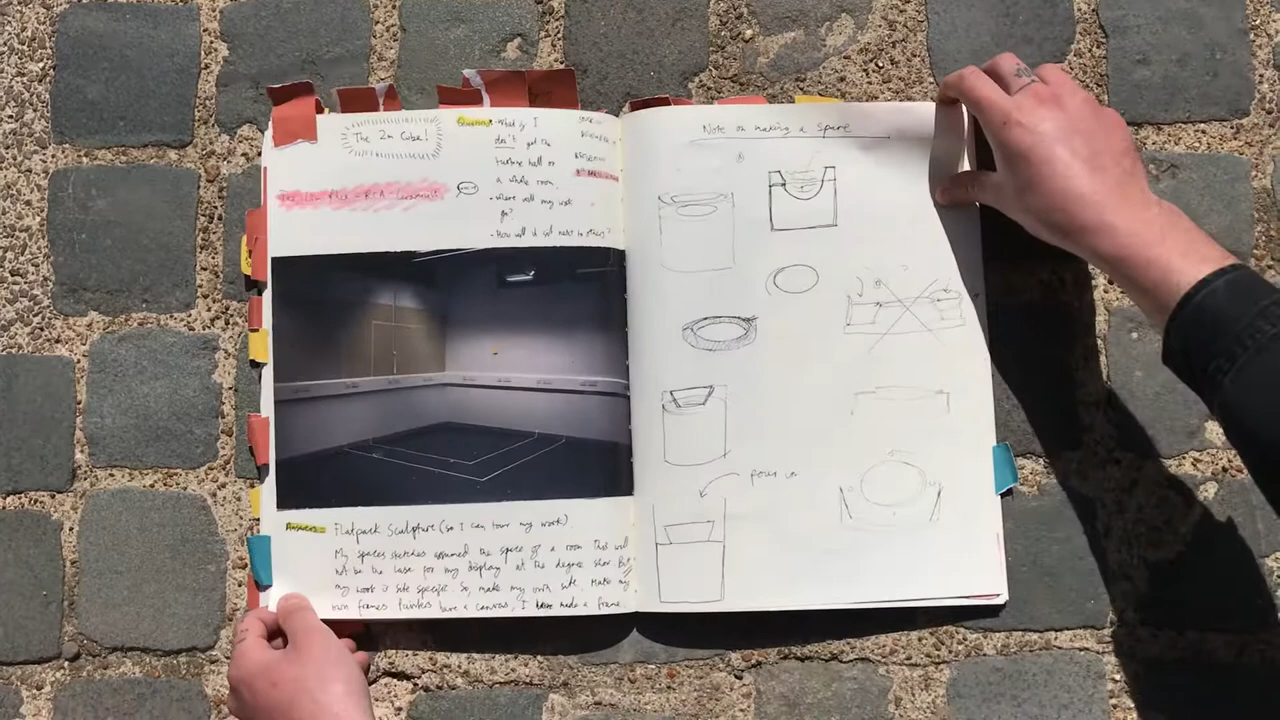 The 2m Cube!
Questions: - What if I
don't get the
turbine hall or
a whole room.
- Where will my work
go?
- How will it sit next to others?
Answers: Flatpack Sculpture (so I can tour my work)
My spaces sketches assumed the space of a room that will
not be the case for my display at the degree show. But
my work is site specific. So, make my own site. Make my
own frames. Painters have a canvas, I have made a frame.
Note on making a spare
pour in